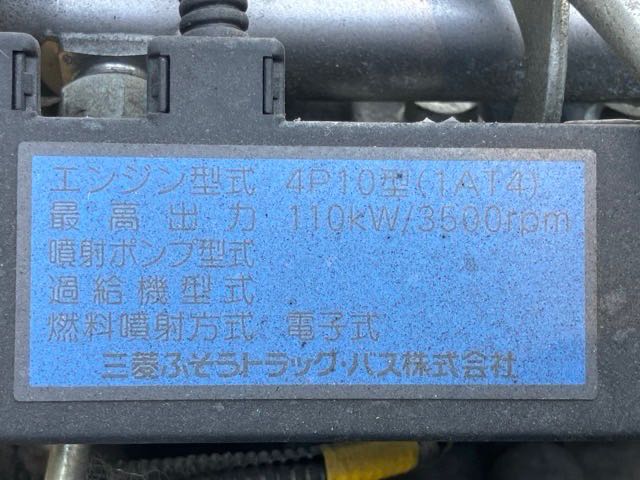 エンジン型式 4P10型(1AT4)
最高出力 110kW/3500rpm
噴射ポンプ型式
過給機型式
燃料噴射方式 電子式
三菱ふそうトラック・バス株式会社